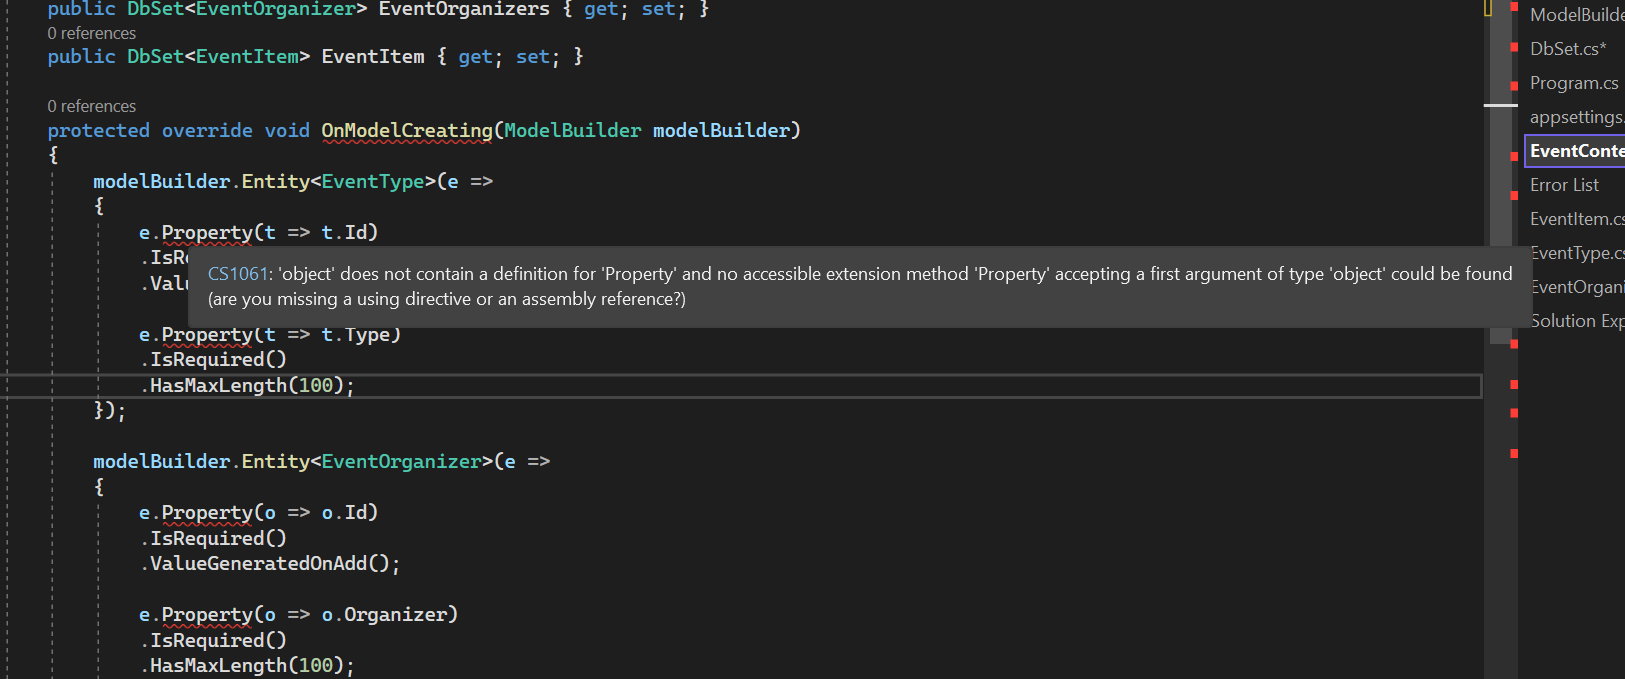 public DbSet<EventOrganizer> EventOrganizers { get; set; }
0 references
public DbSet<EventItem> EventItem { get; set; }
0 references
protected override void OnModelCreating(ModelBuilder modelBuilder)
{
modelBuilder.Entity<EventType>(e =>
{
e.Property(t => t.Id)
.IsR
.Valu
CS1061: 'object' does not contain a definition for 'Property' and no accessible extension method 'Property' accepting a first argument of type 'object' could be found
(are you missing a using directive or an assembly reference?)
e.Property(t => t.Type)
.IsRequired()
.HasMaxLength(100);
});
modelBuilder.Entity<EventOrganizer>(e =>
{
e.Property(o => o.Id)
.IsRequired()
.ValueGeneratedOnAdd();
e.Property(o => o.Organizer)
.IsRequired()
.HasMaxLength(100);
ModelBuilde
DbSet.cs*
Program.cs
appsettings.
EventConte
Error List
EventItem.cs
EventType.cs
EventOrgani
Solution Exp